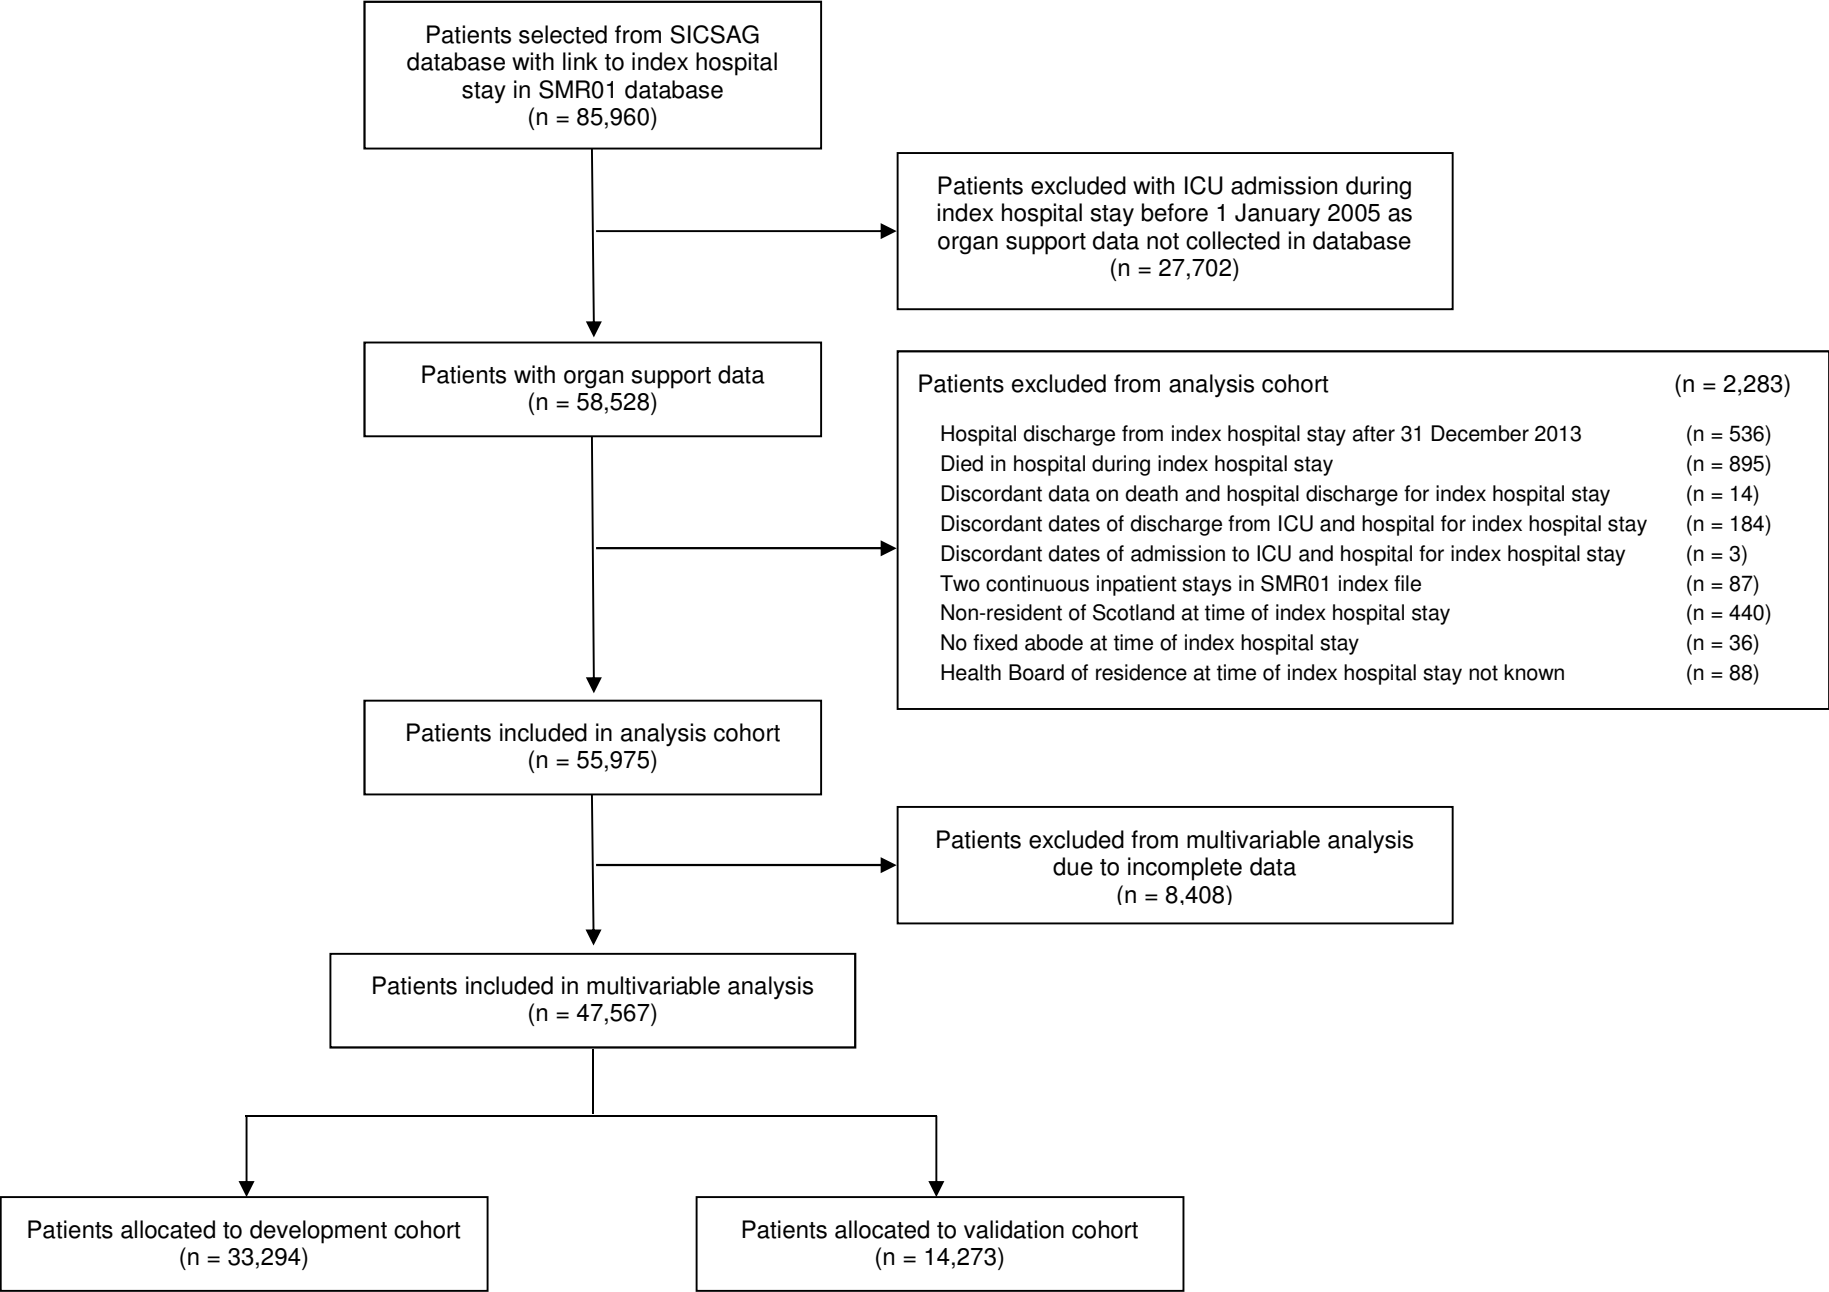 Patients selected from SICSAG
database with link to index hospital
stay in SMR01 database
(n = 85,960)
Patients excluded with ICU admission during
index hospital stay before 1 January 2005 as
organ support data not collected in database
(n = 27,702)
Patients with organ support data
(n = 58,528)
Patients excluded from analysis cohort (n = 2,283)
Hospital discharge from index hospital stay after 31 December 2013 (n = 536)
Died in hospital during index hospital stay (n = 895)
Discordant data on death and hospital discharge for index hospital stay (n = 14)
Discordant dates of discharge from ICU and hospital for index hospital stay (n = 184)
Discordant dates of admission to ICU and hospital for index hospital stay (n = 3)
Two continuous inpatient stays in SMR01 index file (n = 87)
Non-resident of Scotland at time of index hospital stay (n = 440)
No fixed abode at time of index hospital stay (n = 36)
Health Board of residence at time of index hospital stay not known (n = 88)
Patients included in analysis cohort
(n = 55,975)
Patients excluded from multivariable analysis
due to incomplete data
(n = 8,408)
Patients included in multivariable analysis
(n = 47,567)
Patients allocated to development cohort
(n = 33,294)
Patients allocated to validation cohort
(n = 14,273)